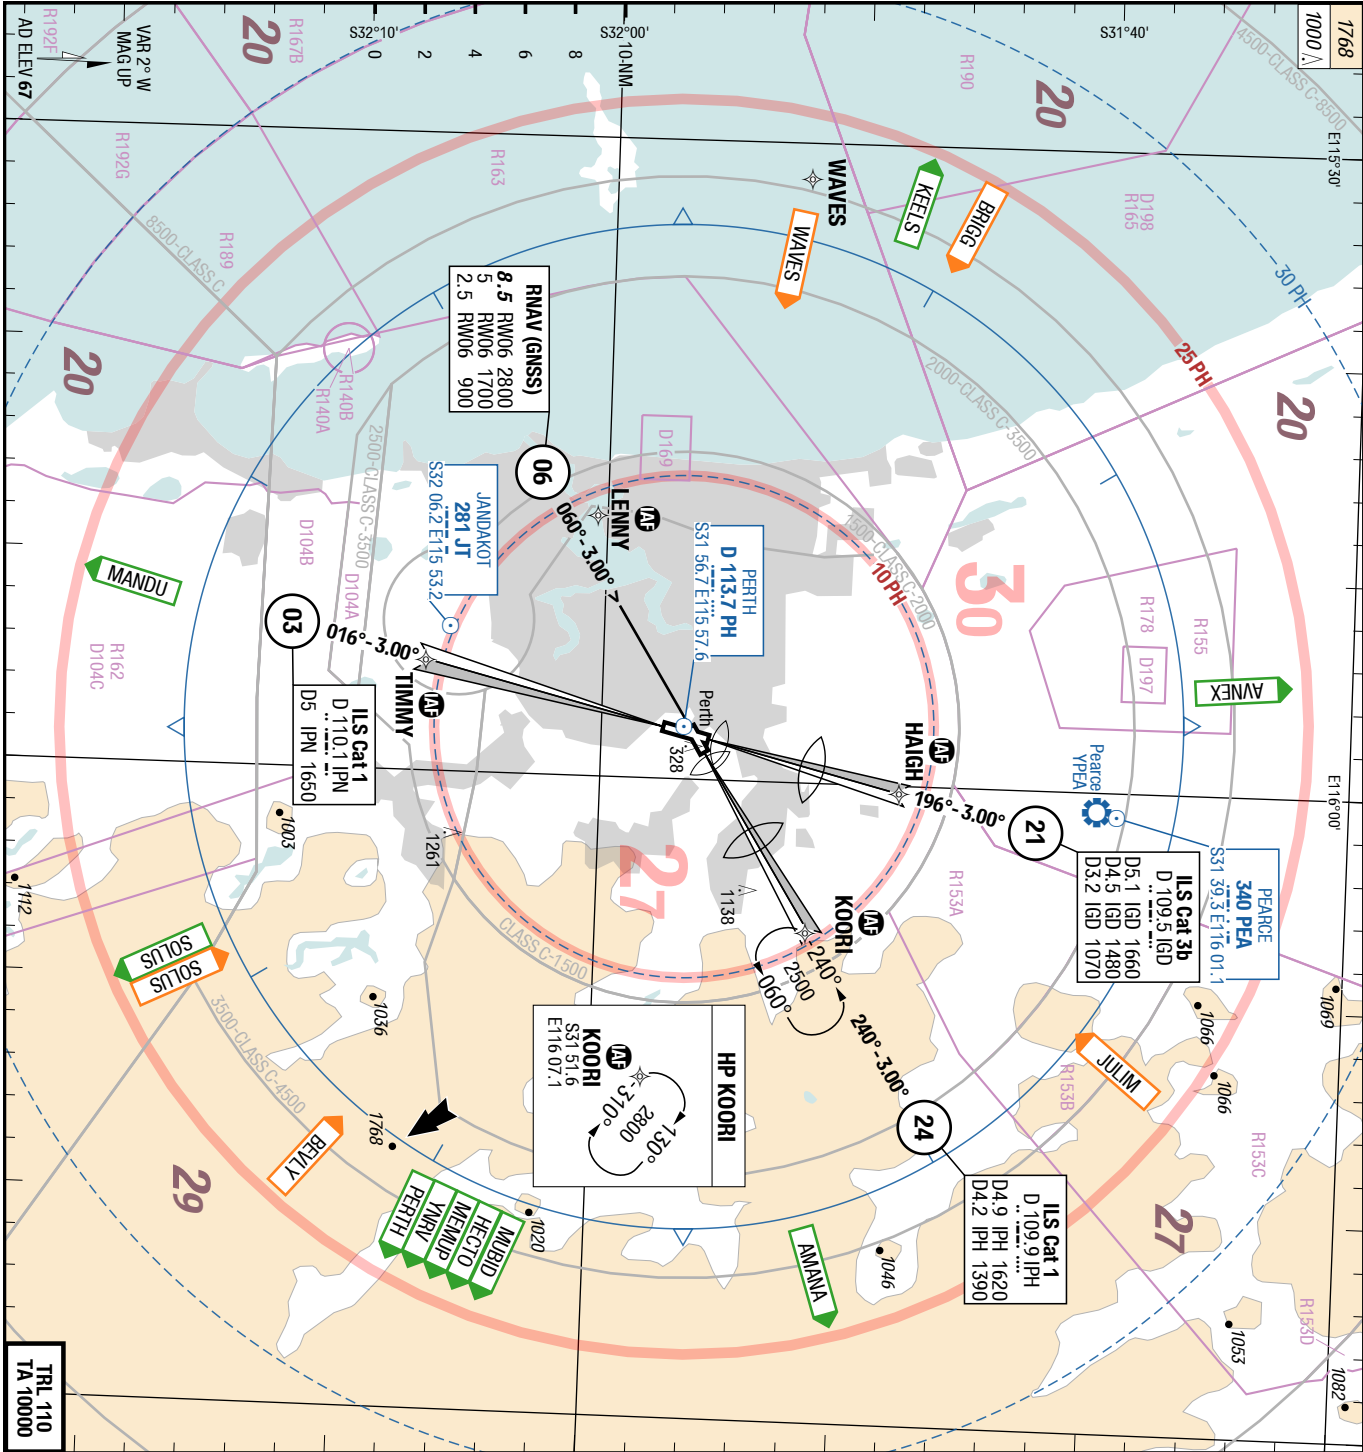 1768
1000
S32°10'
S32°00'
S31°40'
0
2
4
6
8
10-NM
E115°30'
E116°00'
R192F
R167B
20
VAR 2° W
MAG UP
AD ELEV 67
R192G
R163
R190
20
4500-CLASS C-8500
D198
R165
WAVES
WAVES
KEELS
BRIGG
30 PH
25 PH
20
8500-CLASS C
R189
20
R140B
R140A
2500-CLASS C-3500
2000-CLASS C-3500
1500-CLASS C-2000
RNAV (GNSS)
8.5 RW06 2800
5 RW06 1700
2.5 RW06 900
06
060°-3.00°
LENNY
IAF
D169
JANDAKOT
281 JT
S32 06.2 E115 53.2
PERTH
D 113.7 PH
S31 56.7 E115 57.6
10 PH
30
D104B
D104A
MANDU
R162
D104C
03
016°-3.00°
TIMMY
IAF
ILS Cat 1
D 110.1 IPN
D5 IPN 1650
Perth
328
R178
R155
D197
AVNEX
Pearce
YPEA
PEARCE
340 PEA
S31 39.3 E116 01.1
HAIGH
IAF
196°-3.00°
21
ILS Cat 3b
D 109.5 IGD
D5.1 IGD 1660
D4.5 IGD 1480
D3.2 IGD 1070
1003
1261
1112
27
1138
KOORI
IAF
R153A
CLASS C-1500
240°
2500
060°
240°-3.00°
24
ILS Cat 1
D 109.9 IPH
D4.9 IPH 1620
D4.2 IPH 1390
SOLUS
SOLUS
1036
3500-CLASS C-4500
HP KOORI
IAF
KOORI
S31 51.6
E116 07.1
310°
2800
130°
1069
1066
1066
JULIM
R153B
R153C
27
R153D
1768
BEVLY
29
MUBID
HECTO
MEMUP
YNRV
PERTH
1020
AMANA
1046
1053
1082
TRL 110
TA 10000